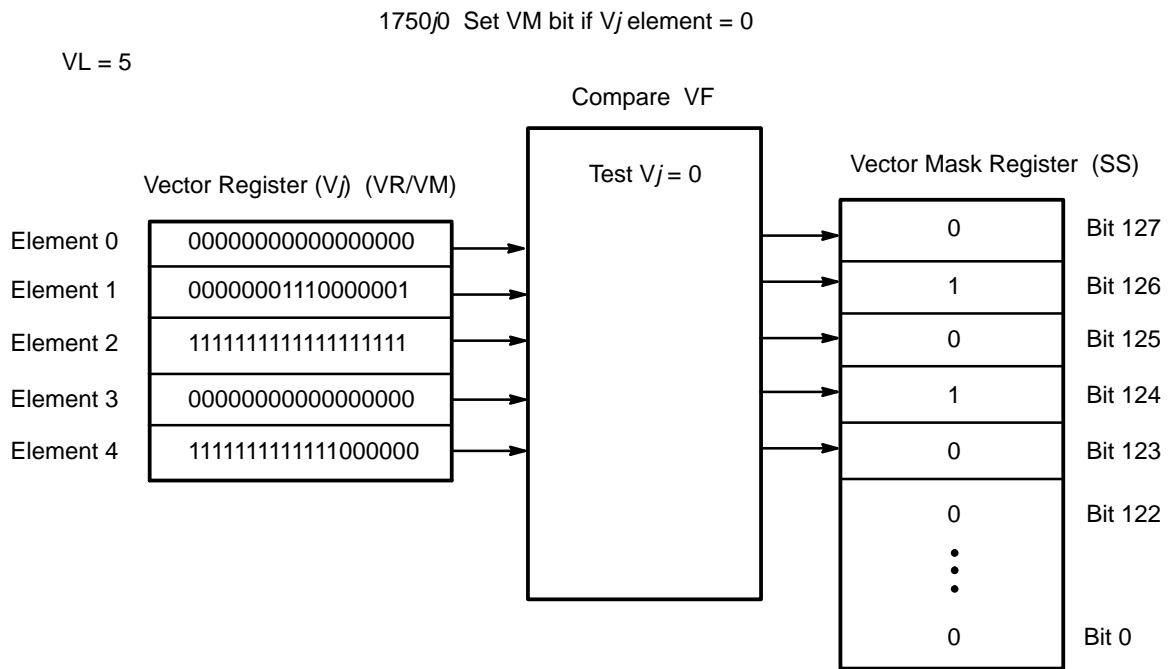 1750j0 Set VM bit if Vj element = 0
VL = 5
Compare VF
Test Vj = 0
Vector Register (Vj) (VR/VM)
Vector Mask Register (SS)
Element 0 00000000000000000 0 Bit 127
Element 1 00000001110000001 1 Bit 126
Element 2 1111111111111111111 0 Bit 125
Element 3 00000000000000000 1 Bit 124
Element 4 1111111111111000000 0 Bit 123
0 Bit 122
0 Bit 0